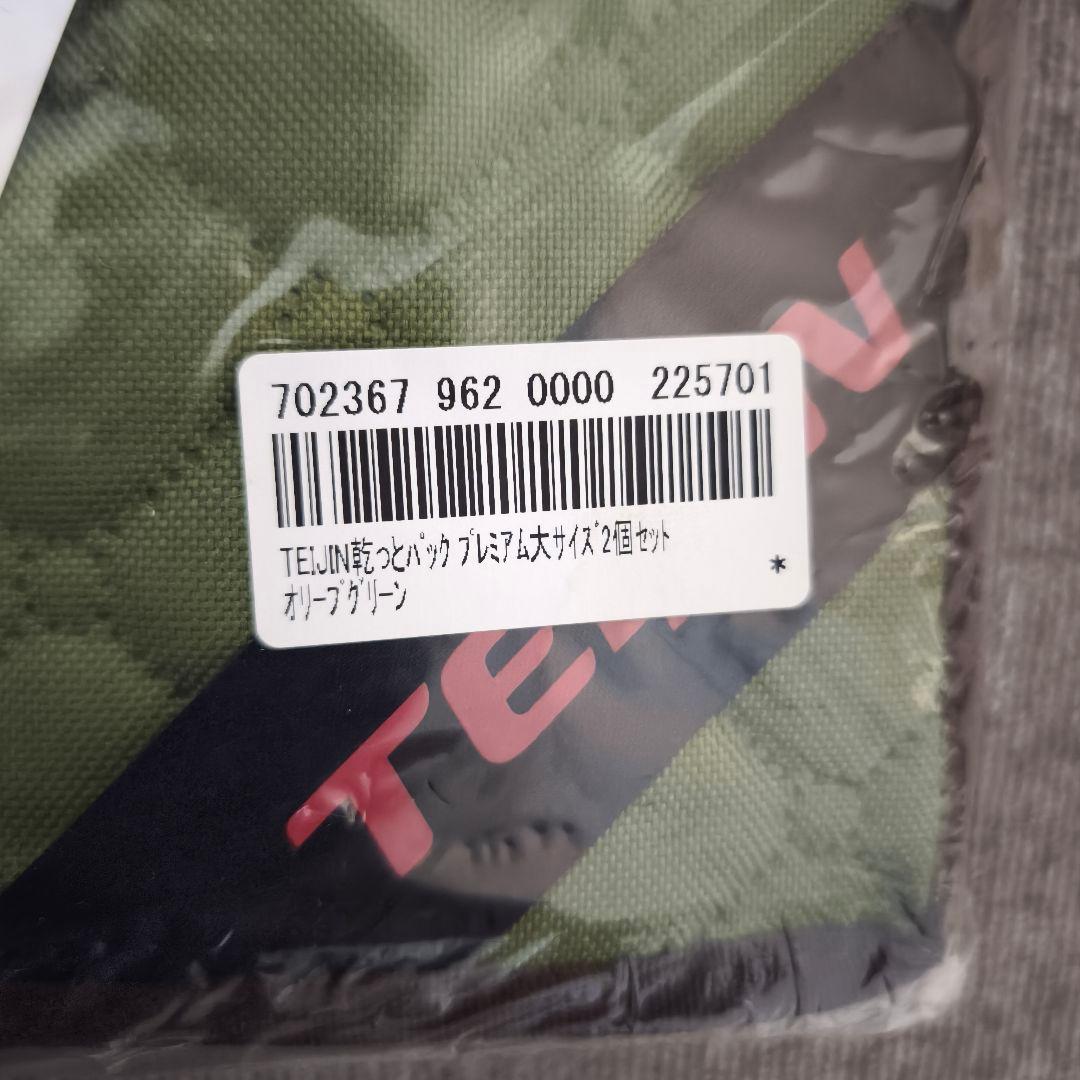 702367 962 0000 225701
TEIJIN乾っとパック プレミアム大サイズ2個セット
オリーブグリーン
*
TEIJIN